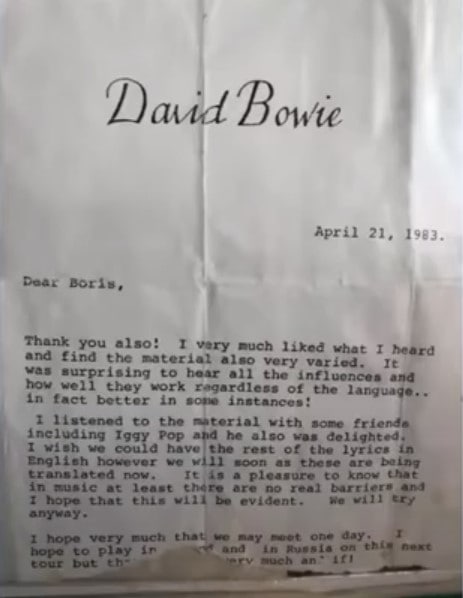 David Bowie
April 21, 1983.
Dear Boris,
Thank you also! I very much liked what I heard
and find the material also very varied. It
was surprising to hear all the influences and
how well they work regardless of the language..
in fact better in some instances!
I listened to the material with some friends
including Iggy Pop and he also was delighted.
I wish we could have the rest of the lyrics in
English however we will soon as these are being
translated now. It is a pleasure to know that
in music at least there are no real barriers and
I hope that this will be evident. We will try
anyway.
I hope very much that we may meet one day. I
hope to play in and in Russia on this next
tour but very much an if!